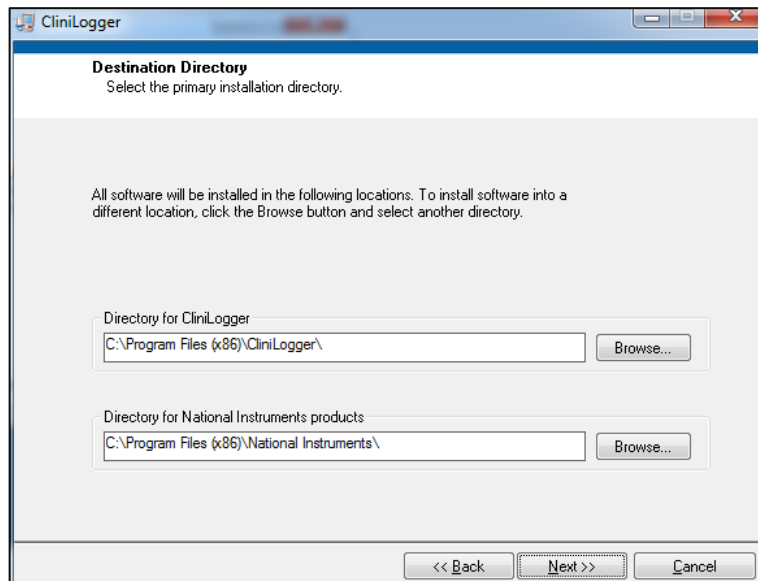 CliniLogger
Destination Directory
Select the primary installation directory.
All software will be installed in the following locations. To install software into a
different location, click the Browse button and select another directory.
Directory for CliniLogger
C:\Program Files (x86)\CliniLogger\
Browse...
Directory for National Instruments products
C:\Program Files (x86)\National Instruments\
Browse...
<< Back
Next >>
Cancel